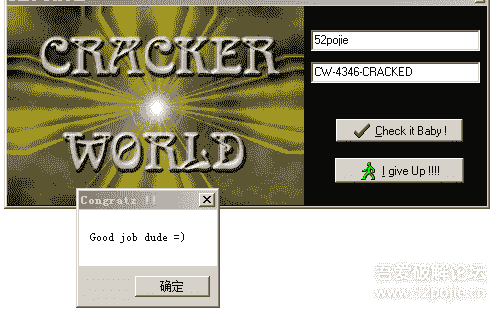 CRACKER
WORLD
52pojie
CW-4346-CRACKED
Check it Baby !
I give Up !!!!
Congratz !!
Good job dude =)
确定
吾爱破解论坛
www.52pojie.cn